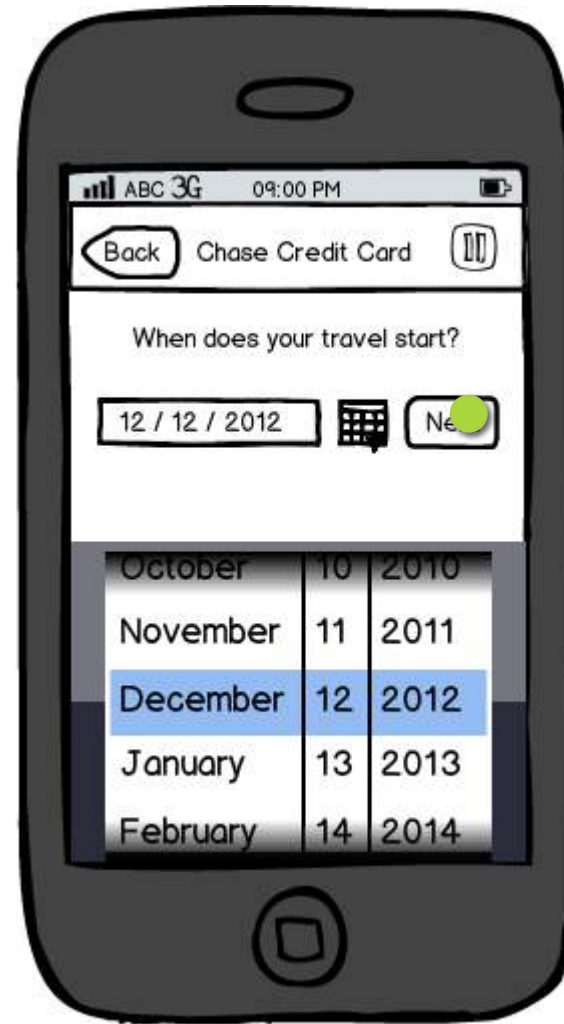 ABC 3G 09:00 PM
Back Chase Credit Card
When does your travel start?
12 / 12 / 2012
October 10 2010
November 11 2011
December 12 2012
January 13 2013
February 14 2014